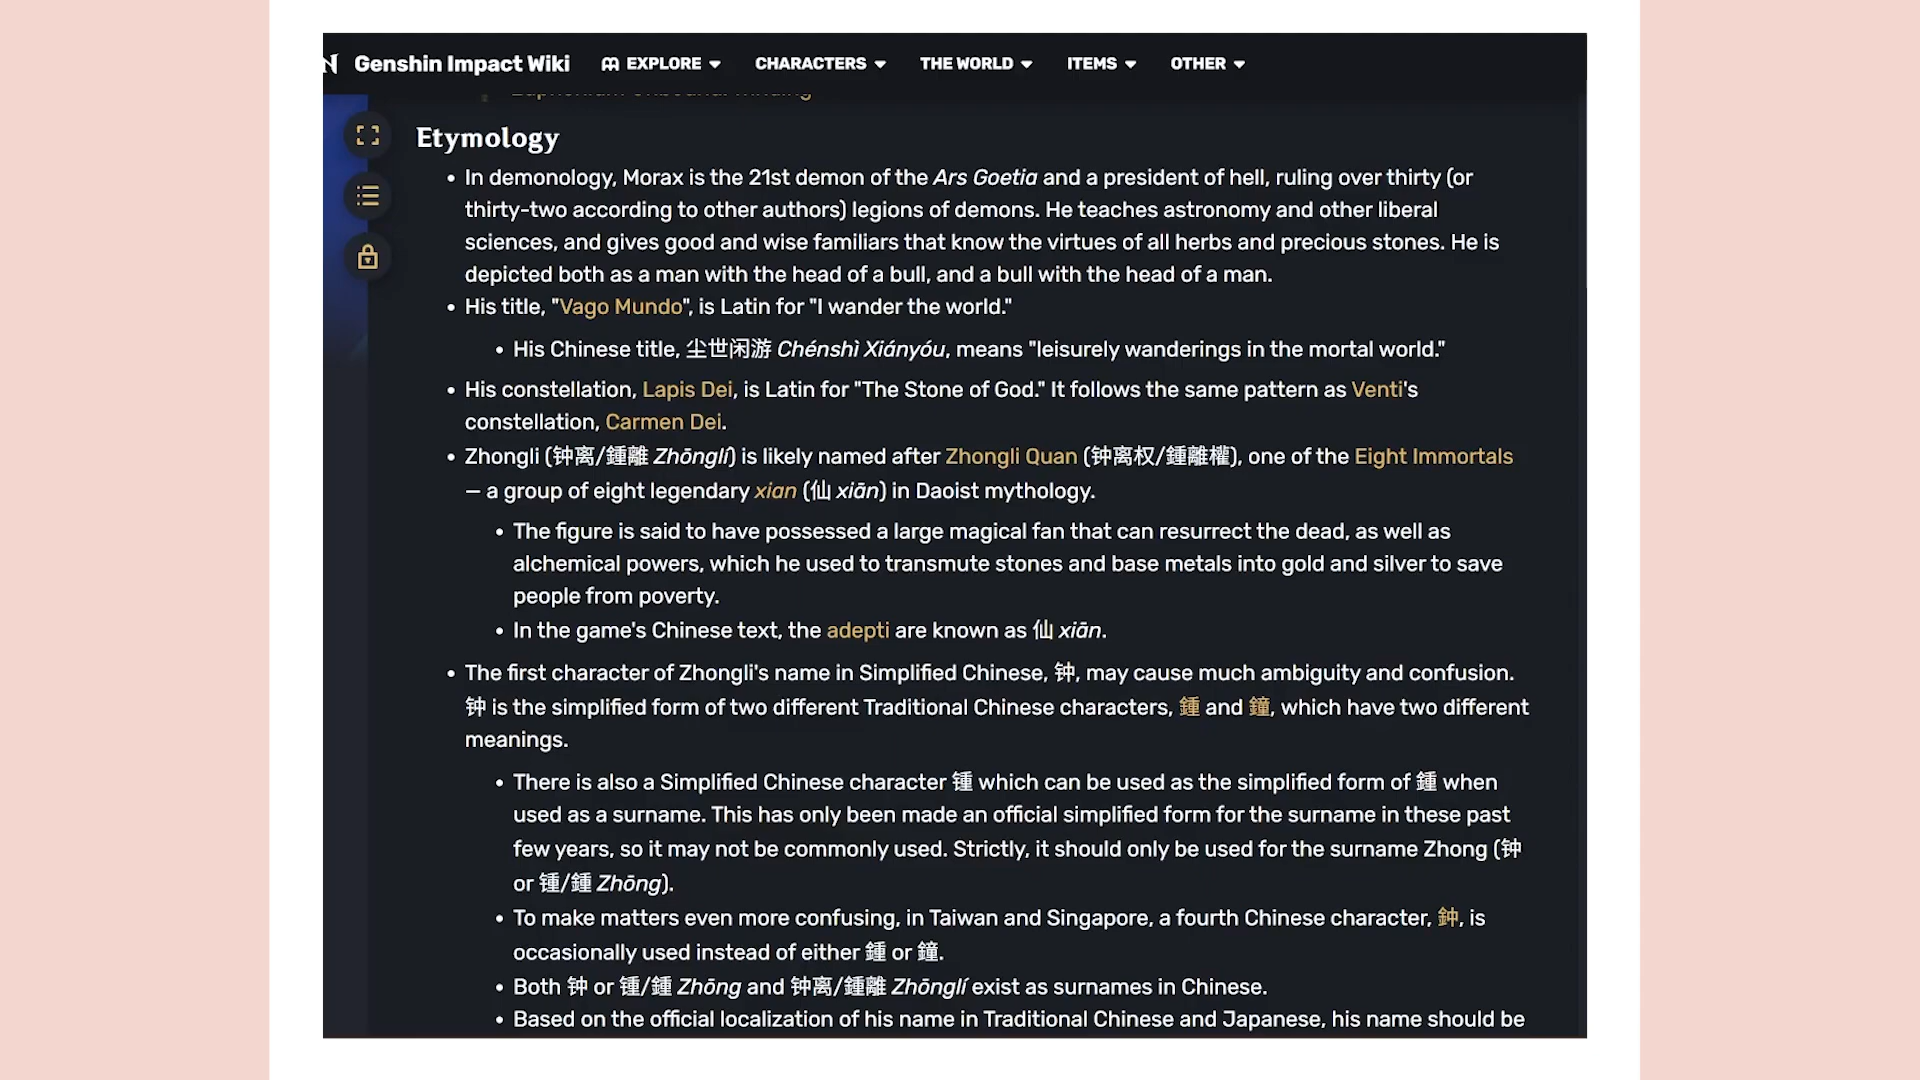 Genshin Impact Wiki EXPLORE CHARACTERS THE WORLD ITEMS OTHER
Etymology
• In demonology, Morax is the 21st demon of the Ars Goetia and a president of hell, ruling over thirty (or
thirty-two according to other authors) legions of demons. He teaches astronomy and other liberal
sciences, and gives good and wise familiars that know the virtues of all herbs and precious stones. He is
depicted both as a man with the head of a bull, and a bull with the head of a man.
• His title, "Vago Mundo", is Latin for "I wander the world."
• His Chinese title, 尘世闲游 Chénshì Xiányóu, means "leisurely wanderings in the mortal world."
• His constellation, Lapis Dei, is Latin for "The Stone of God." It follows the same pattern as Venti's
constellation, Carmen Dei.
• Zhongli (钟离/鍾離 Zhōnglí) is likely named after Zhongli Quan (钟离权/鍾離權), one of the Eight Immortals
— a group of eight legendary xian (仙 xiān) in Daoist mythology.
• The figure is said to have possessed a large magical fan that can resurrect the dead, as well as
alchemical powers, which he used to transmute stones and base metals into gold and silver to save
people from poverty.
• In the game's Chinese text, the adepti are known as 仙 xiān.
• The first character of Zhongli's name in Simplified Chinese, 钟, may cause much ambiguity and confusion.
钟 is the simplified form of two different Traditional Chinese characters, 鍾 and 鐘, which have two different
meanings.
• There is also a Simplified Chinese character 锺 which can be used as the simplified form of 鍾 when
used as a surname. This has only been made an official simplified form for the surname in these past
few years, so it may not be commonly used. Strictly, it should only be used for the surname Zhong (钟
or 锺/鍾 Zhōng).
• To make matters even more confusing, in Taiwan and Singapore, a fourth Chinese character, 鈡, is
occasionally used instead of either 鍾 or 鐘.
• Both 钟 or 锺/鍾 Zhōng and 钟离/鍾離 Zhōnglí exist as surnames in Chinese.
• Based on the official localization of his name in Traditional Chinese and Japanese, his name should be